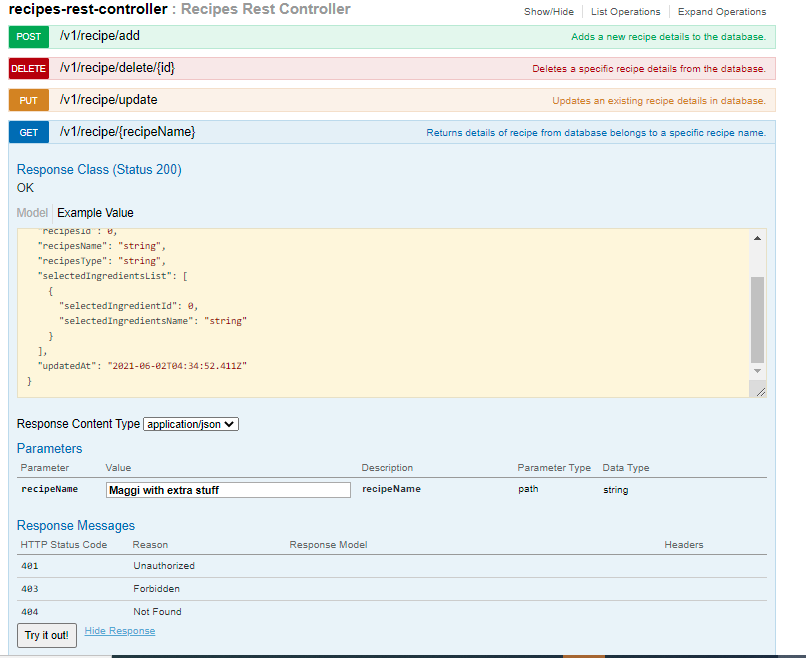 recipes-rest-controller : Recipes Rest Controller
Show/Hide List Operations Expand Operations
POST /v1/recipe/add Adds a new recipe details to the database.
DELETE /v1/recipe/delete/{id} Deletes a specific recipe details from the database.
PUT /v1/recipe/update Updates an existing recipe details in database.
GET /v1/recipe/{recipeName} Returns details of recipe from database belongs to a specific recipe name.
Response Class (Status 200)
OK
Model Example Value
"recipesId": 0,
"recipesName": "string",
"recipesType": "string",
"selectedIngredientsList": [
{
"selectedIngredientId": 0,
"selectedIngredientsName": "string"
}
],
"updatedAt": "2021-06-02T04:34:52.411Z"
}
Response Content Type application/json
Parameters
Parameter Value Description Parameter Type Data Type
recipeName Maggi with extra stuff recipeName path string
Response Messages
HTTP Status Code Reason Response Model Headers
401 Unauthorized
403 Forbidden
404 Not Found
Try it out! Hide Response